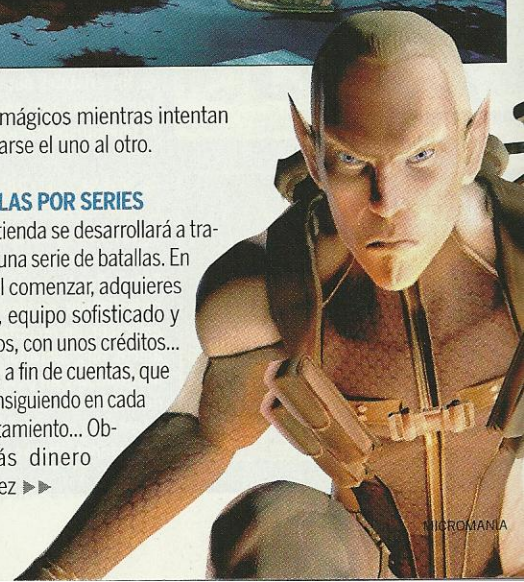 mágicos mientras intentan
arse el uno al otro.
LAS POR SERIES
tienda se desarrollará a tra-
una serie de batallas. En
l comenzar, adquieres
, equipo sofisticado y
os, con unos créditos...
a fin de cuentas, que
nsiguiendo en cada
tamiento... Ob-
ás dinero
ez ▶▶
MICROMANÍA